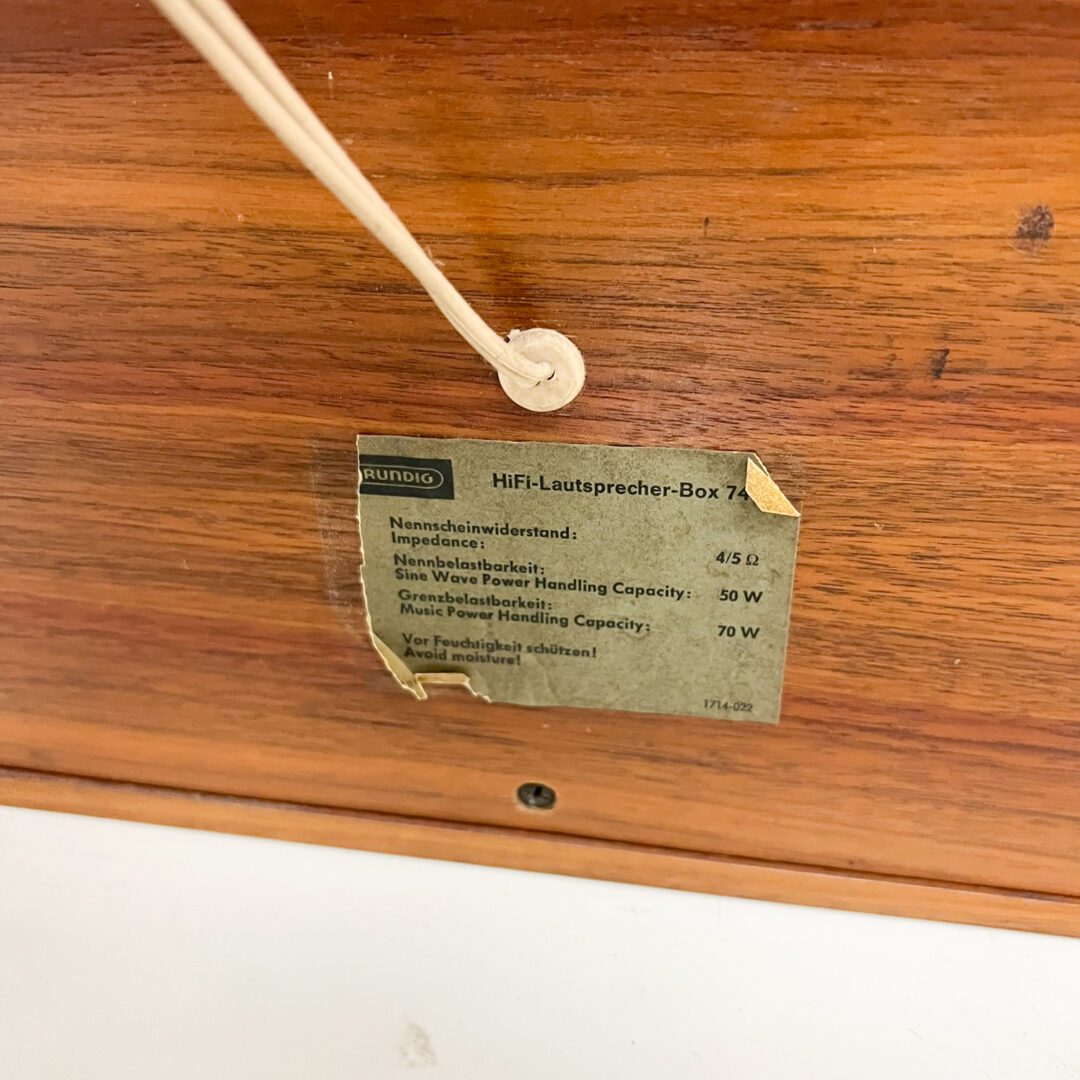 RUNDIG
HiFi-Lautsprecher-Box 74
Nennscheinwiderstand:
Impedance: 4/5 Ω
Nennbelastbarkeit:
Sine Wave Power Handling Capacity: 50 W
Grenzbelastbarkeit:
Music Power Handling Capacity: 70 W
Vor Feuchtigkeit schützen!
Avoid moisture!
1714-022